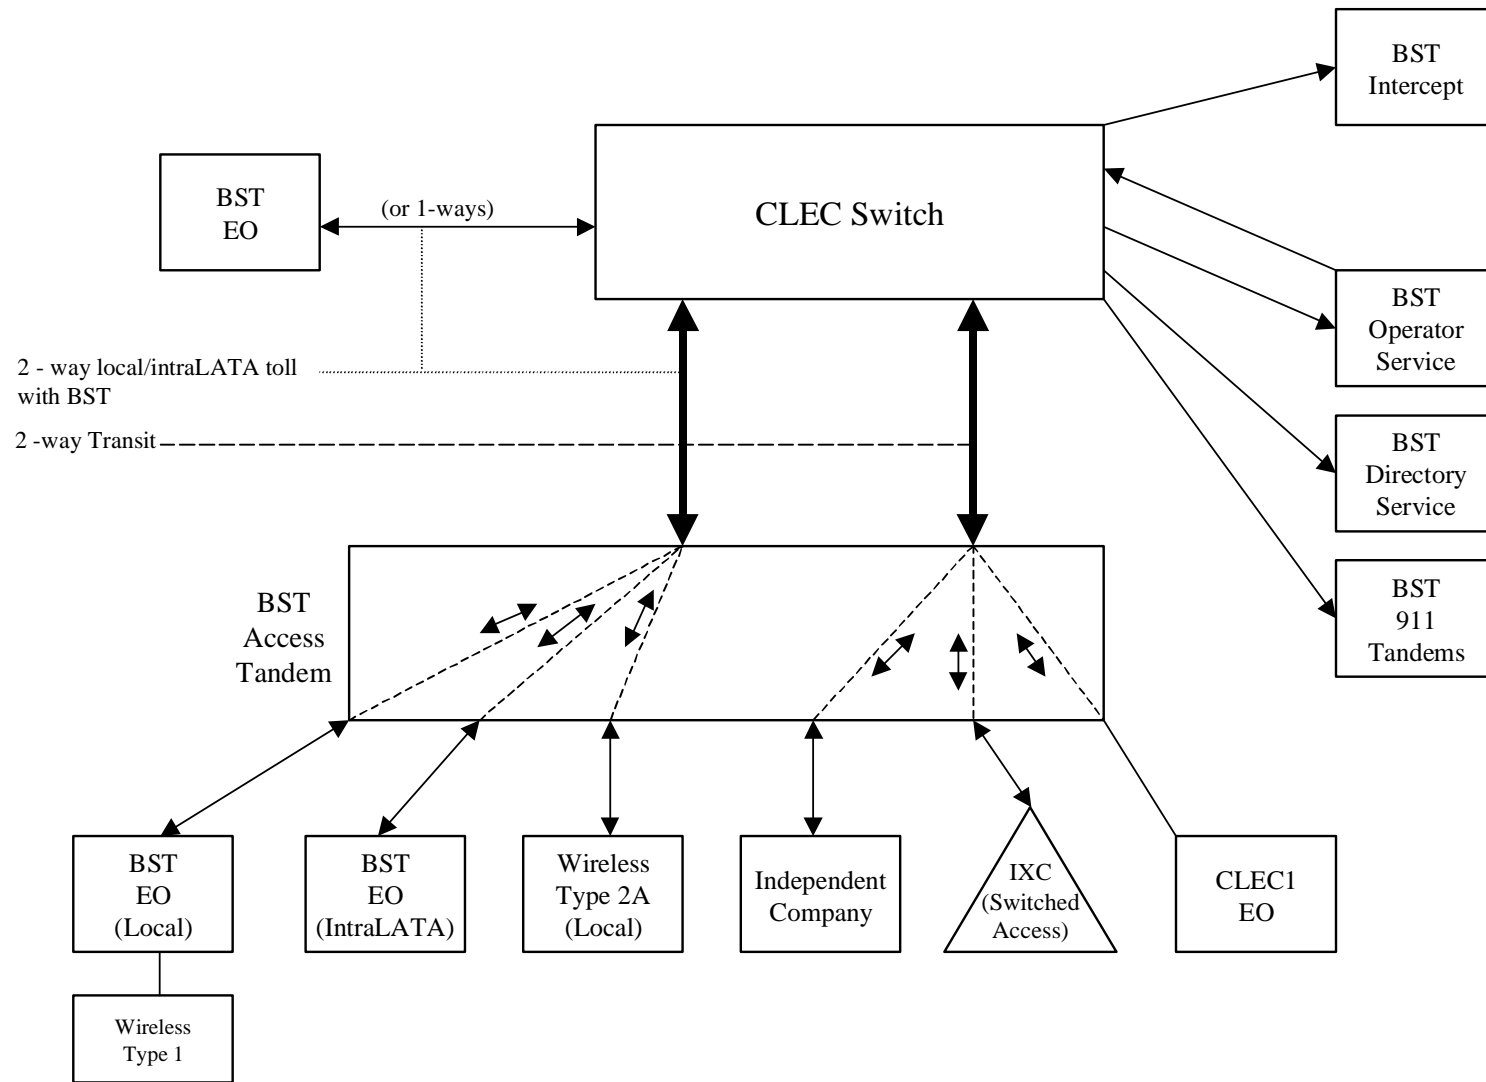 BST
Intercept
BST
EO
(or 1-ways)
CLEC Switch
BST
Operator
Service
2 - way local/intraLATA toll
with BST
2 -way Transit
BST
Directory
Service
BST
911
Tandems
BST
Access
Tandem
BST
EO
(Local)
BST
EO
(IntraLATA)
Wireless
Type 2A
(Local)
Independent
Company
IXC
(Switched
Access)
CLEC1
EO
Wireless
Type 1